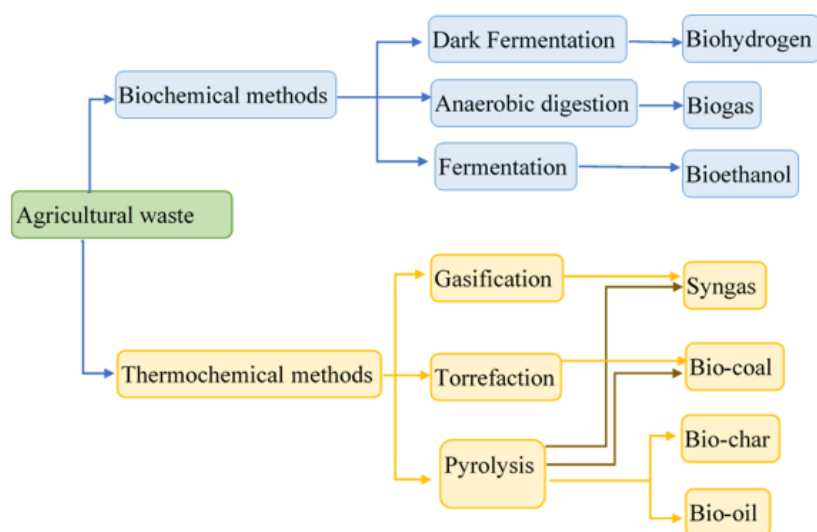 Dark Fermentation
Biohydrogen
Biochemical methods
Anaerobic digestion
Biogas
Fermentation
Bioethanol
Agricultural waste
Gasification
Syngas
Thermochemical methods
Torrefaction
Bio-coal
Pyrolysis
Bio-char
Bio-oil